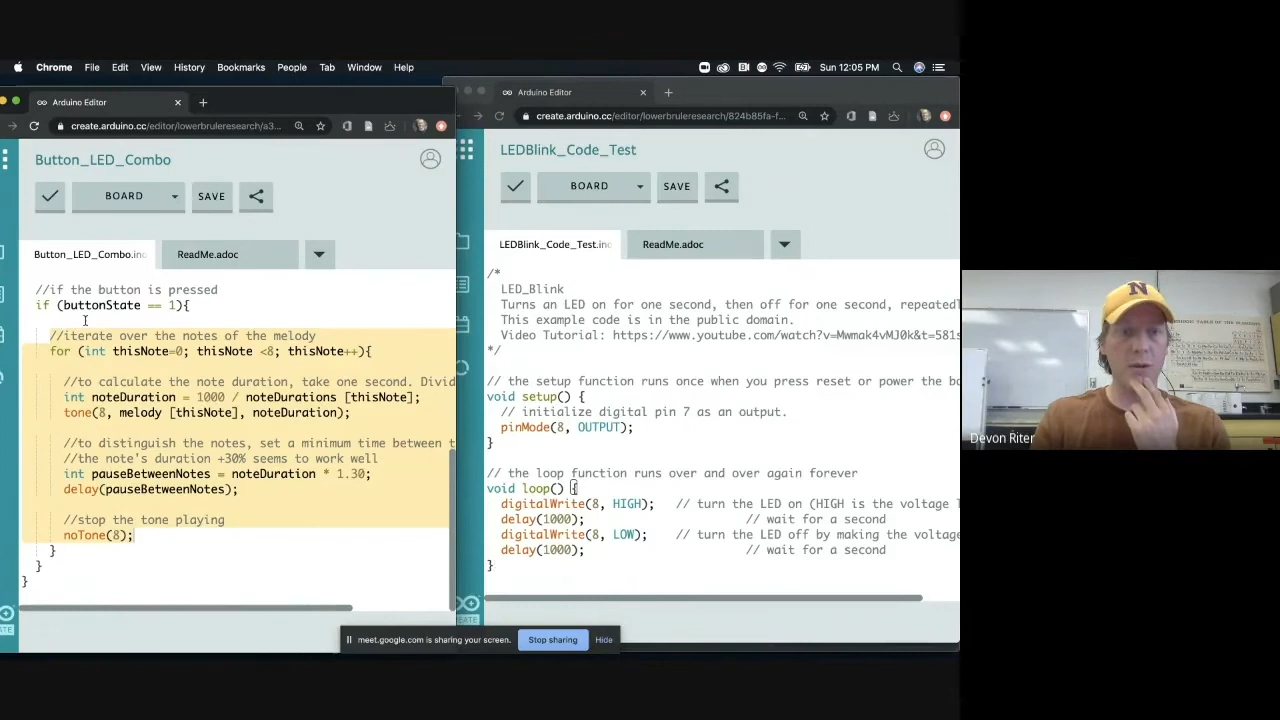 Chrome File Edit View History Bookmarks People Tab Window Help
Sun 12:05 PM
Arduino Editor
create.arduino.cc/editor/lowerbruleresearch/a3...
Button_LED_Combo
BOARD
SAVE
Button_LED_Combo.ino
ReadMe.adoc
//if the button is pressed
if (buttonState == 1){
//iterate over the notes of the melody
for (int thisNote=0; thisNote <8; thisNote++){
//to calculate the note duration, take one second. Divid
int noteDuration = 1000 / noteDurations [thisNote];
tone(8, melody [thisNote], noteDuration);
//to distinguish the notes, set a minimum time between t
//the note's duration +30% seems to work well
int pauseBetweenNotes = noteDuration * 1.30;
delay(pauseBetweenNotes);
//stop the tone playing
noTone(8);
}
}
}
Arduino Editor
create.arduino.cc/editor/lowerbruleresearch/824b85fa-f...
LEDBlink_Code_Test
BOARD
SAVE
LEDBlink_Code_Test.ino
ReadMe.adoc
/*
LED_Blink
Turns an LED on for one second, then off for one second, repeatedl
This example code is in the public domain.
Video Tutorial: https://www.youtube.com/watch?v=Mwmak4vMJ0k&t=581s
*/
// the setup function runs once when you press reset or power the bo
void setup() {
// initialize digital pin 7 as an output.
pinMode(8, OUTPUT);
}
// the loop function runs over and over again forever
void loop() {
digitalWrite(8, HIGH); // turn the LED on (HIGH is the voltage l
delay(1000); // wait for a second
digitalWrite(8, LOW); // turn the LED off by making the voltage
delay(1000); // wait for a second
}
meet.google.com is sharing your screen. Stop sharing Hide
N
Devon Riter